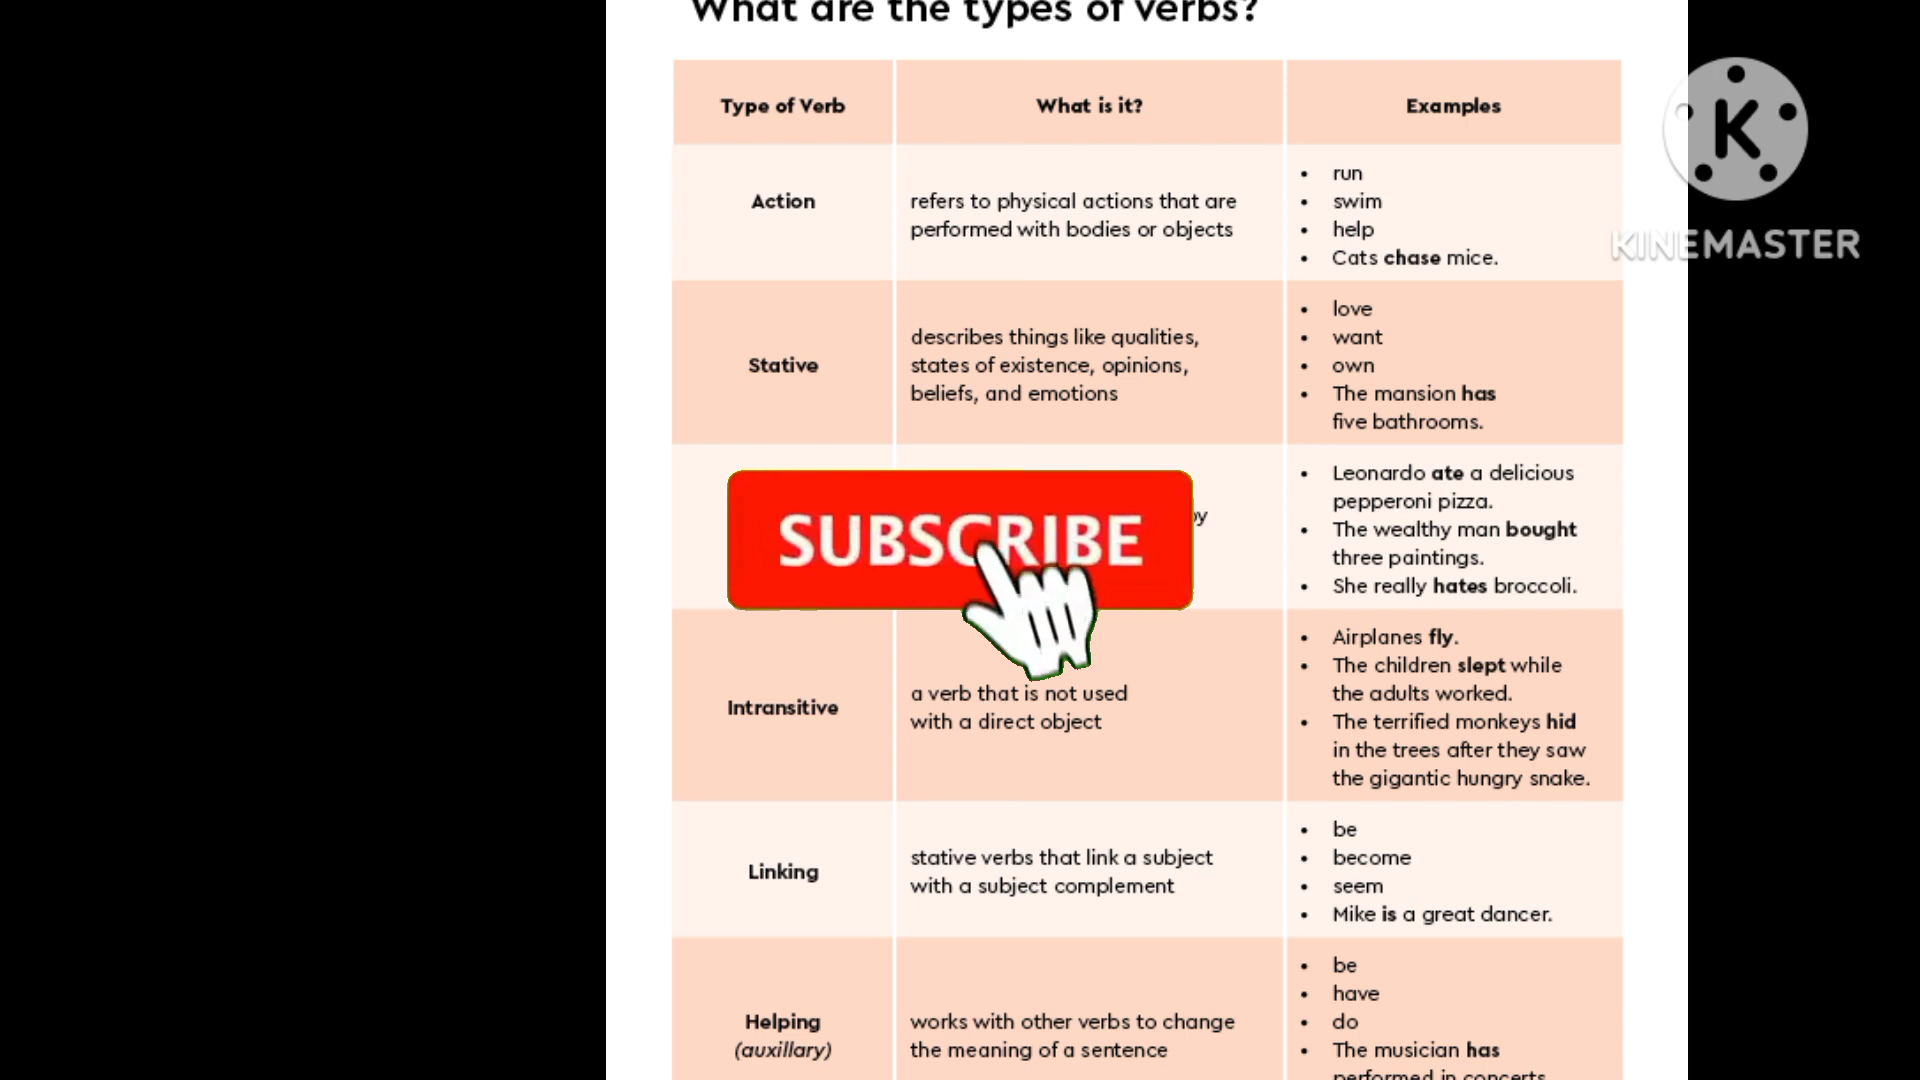 What are the types of verbs?
Type of Verb
What is it?
Examples
Action
refers to physical actions that are
performed with bodies or objects
• run
• swim
• help
• Cats chase mice.
Stative
describes things like qualities,
states of existence, opinions,
beliefs, and emotions
• love
• want
• own
• The mansion has
five bathrooms.
SUBSCRIBE
• Leonardo ate a delicious
pepperoni pizza.
• The wealthy man bought
three paintings.
• She really hates broccoli.
Intransitive
a verb that is not used
with a direct object
• Airplanes fly.
• The children slept while
the adults worked.
• The terrified monkeys hid
in the trees after they saw
the gigantic hungry snake.
Linking
stative verbs that link a subject
with a subject complement
• be
• become
• seem
• Mike is a great dancer.
Helping
(auxillary)
works with other verbs to change
the meaning of a sentence
• be
• have
• do
• The musician has
performed in concerts
K
KINEMASTER